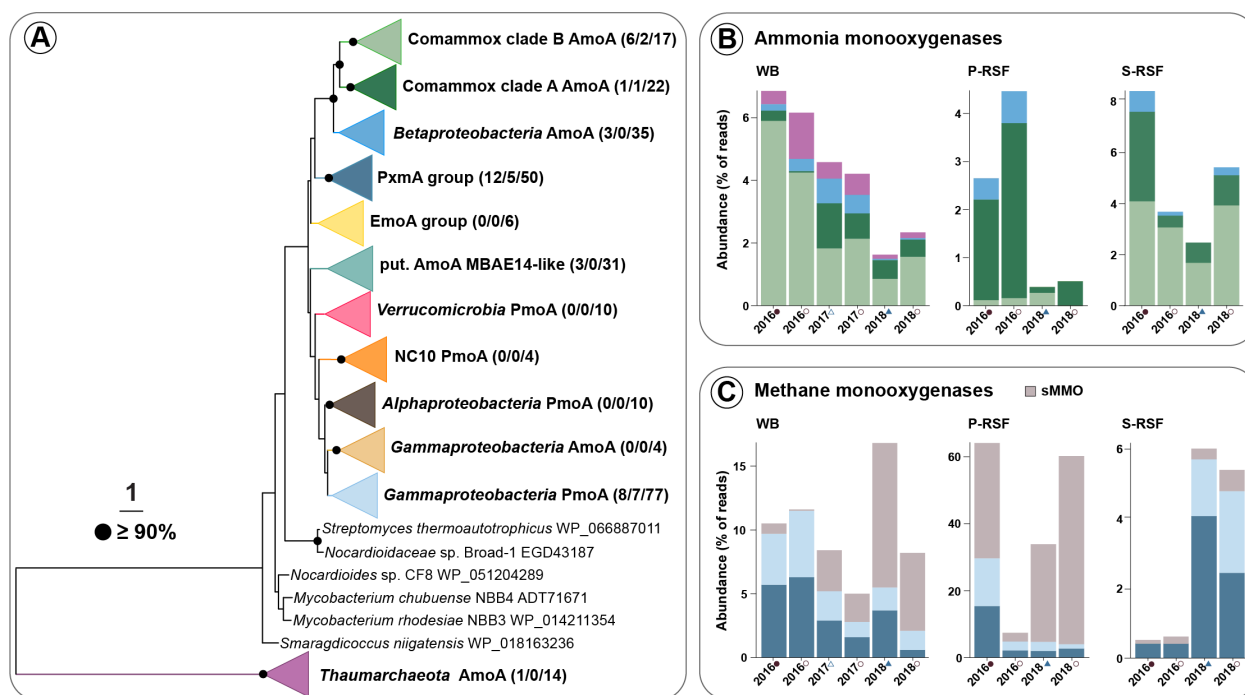 A
Comammox clade B AmoA (6/2/17)
Comammox clade A AmoA (1/1/22)
Betaproteobacteria AmoA (3/0/35)
PxmA group (12/5/50)
EmoA group (0/0/6)
put. AmoA MBAE14-like (3/0/31)
Verrucomicrobia PmoA (0/0/10)
NC10 PmoA (0/0/4)
Alphaproteobacteria PmoA (0/0/10)
Gammaproteobacteria AmoA (0/0/4)
Gammaproteobacteria PmoA (8/7/77)
Streptomyces thermoautotrophicus WP_066887011
Nocardioidaceae sp. Broad-1 EGD43187
Nocardioides sp. CF8 WP_051204289
Mycobacterium chubuense NBB4 ADT71671
Mycobacterium rhodesiae NBB3 WP_014211354
Smaragdicoccus niigatensis WP_018163236
Thaumarchaeota AmoA (1/0/14)
1
≥ 90%
B Ammonia monooxygenases
WB
Abundance (% of reads)
6
4
2
0
2016
2016
2017
2017
2018
2018
P-RSF
4
3
2
1
0
2016
2016
2018
2018
S-RSF
8
6
4
2
0
2016
2016
2018
2018
C Methane monooxygenases
sMMO
WB
Abundance (% of reads)
15
10
5
0
2016
2016
2017
2017
2018
2018
P-RSF
60
40
20
0
2016
2016
2018
2018
S-RSF
6
4
2
0
2016
2016
2018
2018